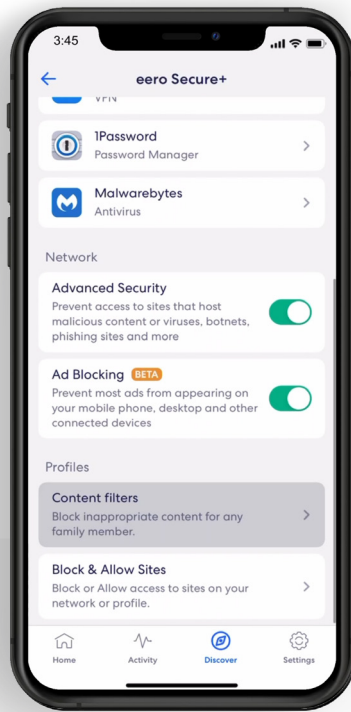 3:45
eero Secure+
VPN
1Password
Password Manager
Malwarebytes
Antivirus
Network
Advanced Security
Prevent access to sites that host
malicious content or viruses, botnets,
phishing sites and more
Ad Blocking BETA
Prevent most ads from appearing on
your mobile phone, desktop and other
connected devices
Profiles
Content filters
Block inappropriate content for any
family member.
Block & Allow Sites
Block or Allow access to sites on your
network or profile.
Home Activity Discover Settings